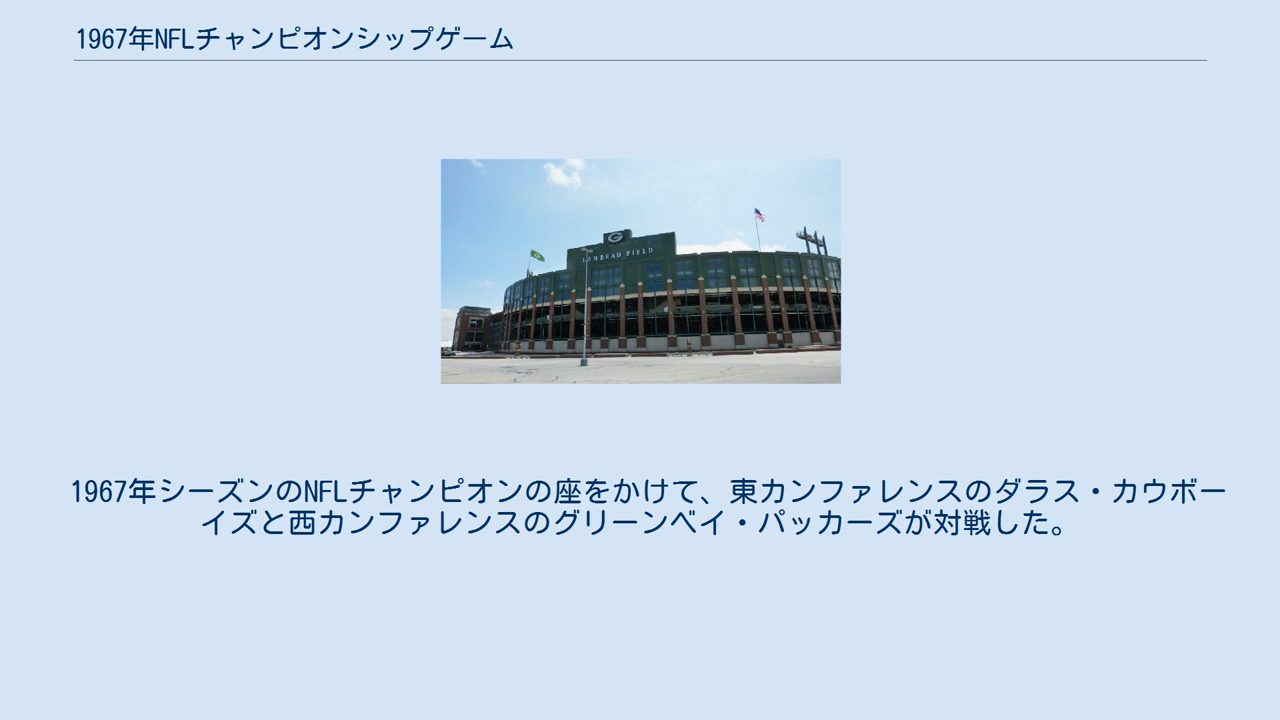 1967年NFLチャンピオンシップゲーム
G
LAMBEAU FIELD
1967年シーズンのNFLチャンピオンの座をかけて、東カンファレンスのダラス・カウボー
イズと西カンファレンスのグリーンベイ・パッカーズが対戦した。